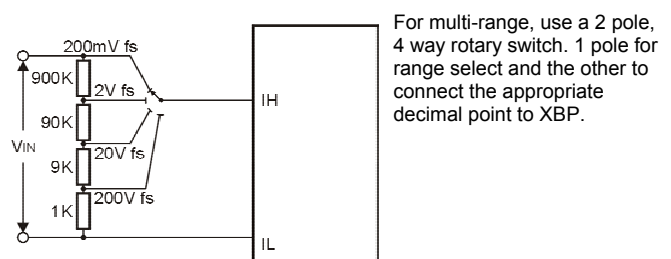 200mV fs
900K
2V fs
90K
VIN
20V fs
9K
200V fs
1K
IH
IL
For multi-range, use a 2 pole,
4 way rotary switch. 1 pole for
range select and the other to
connect the appropriate
decimal point to XBP.